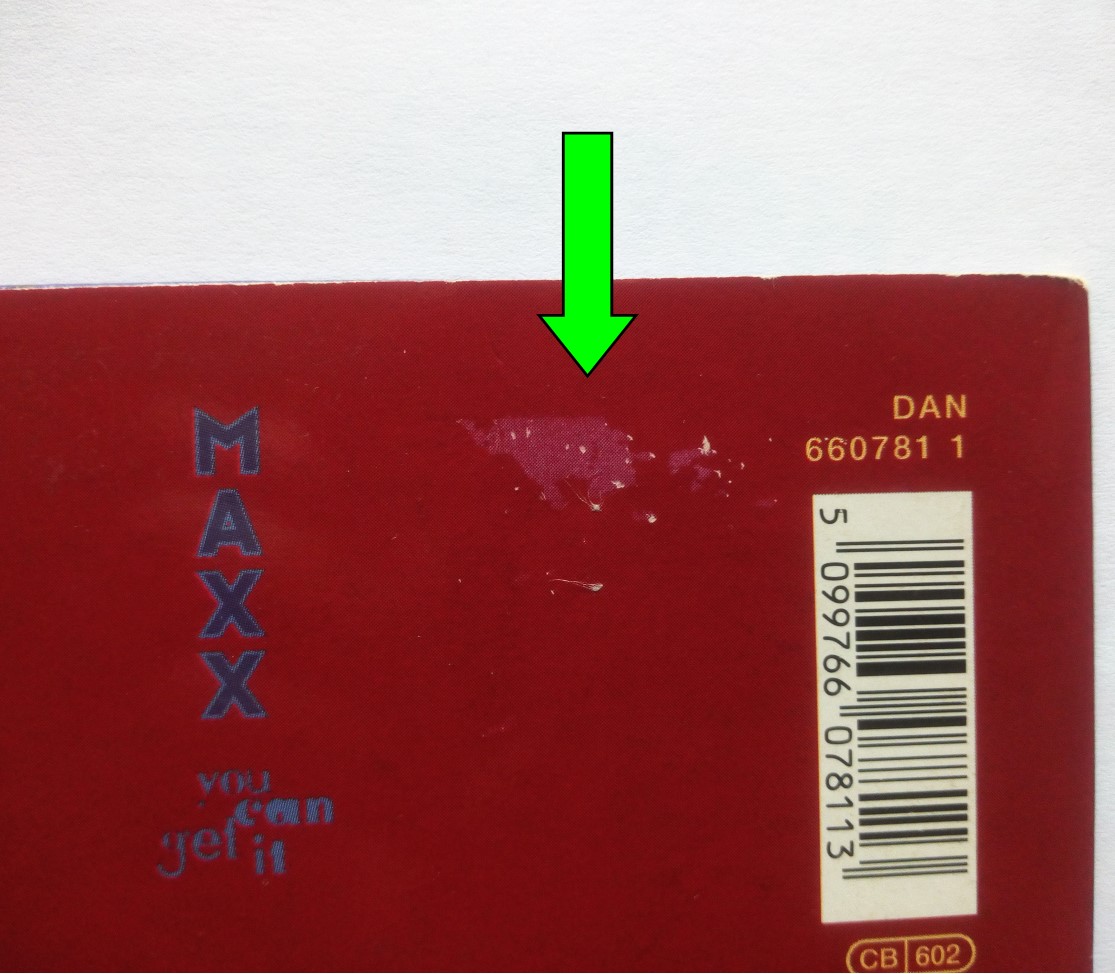 DAN
660781 1
MAXX
you
can
get it
5 099766 078113
CB 602